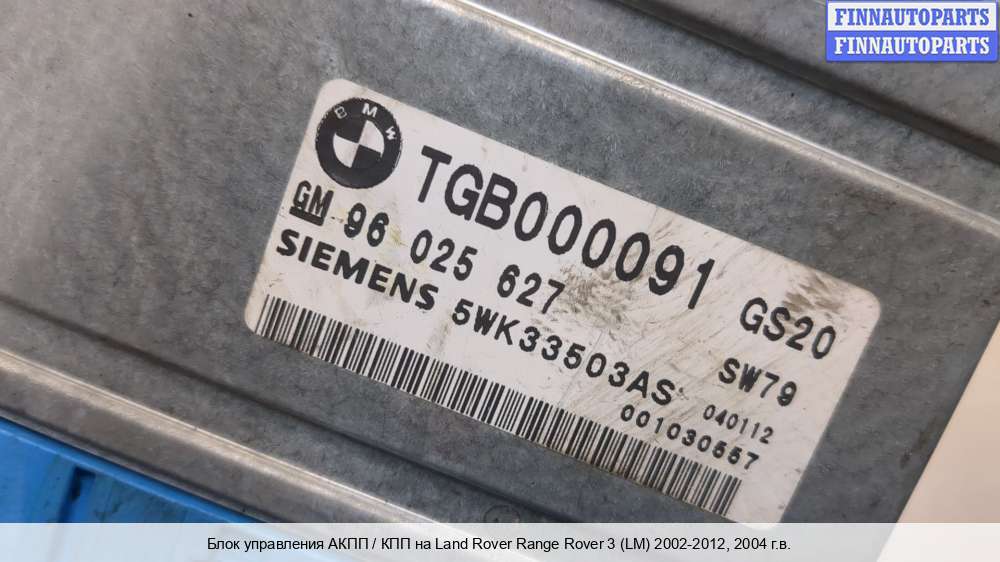 FINNAUTOPARTS
FINNAUTOPARTS
BMW
TGB000091
GS20
GM 96 025 627
SW79
SIEMENS 5WK33503AS
040112
001030557
Блок управления АКПП / КПП на Land Rover Range Rover 3 (LM) 2002-2012, 2004 г.в.